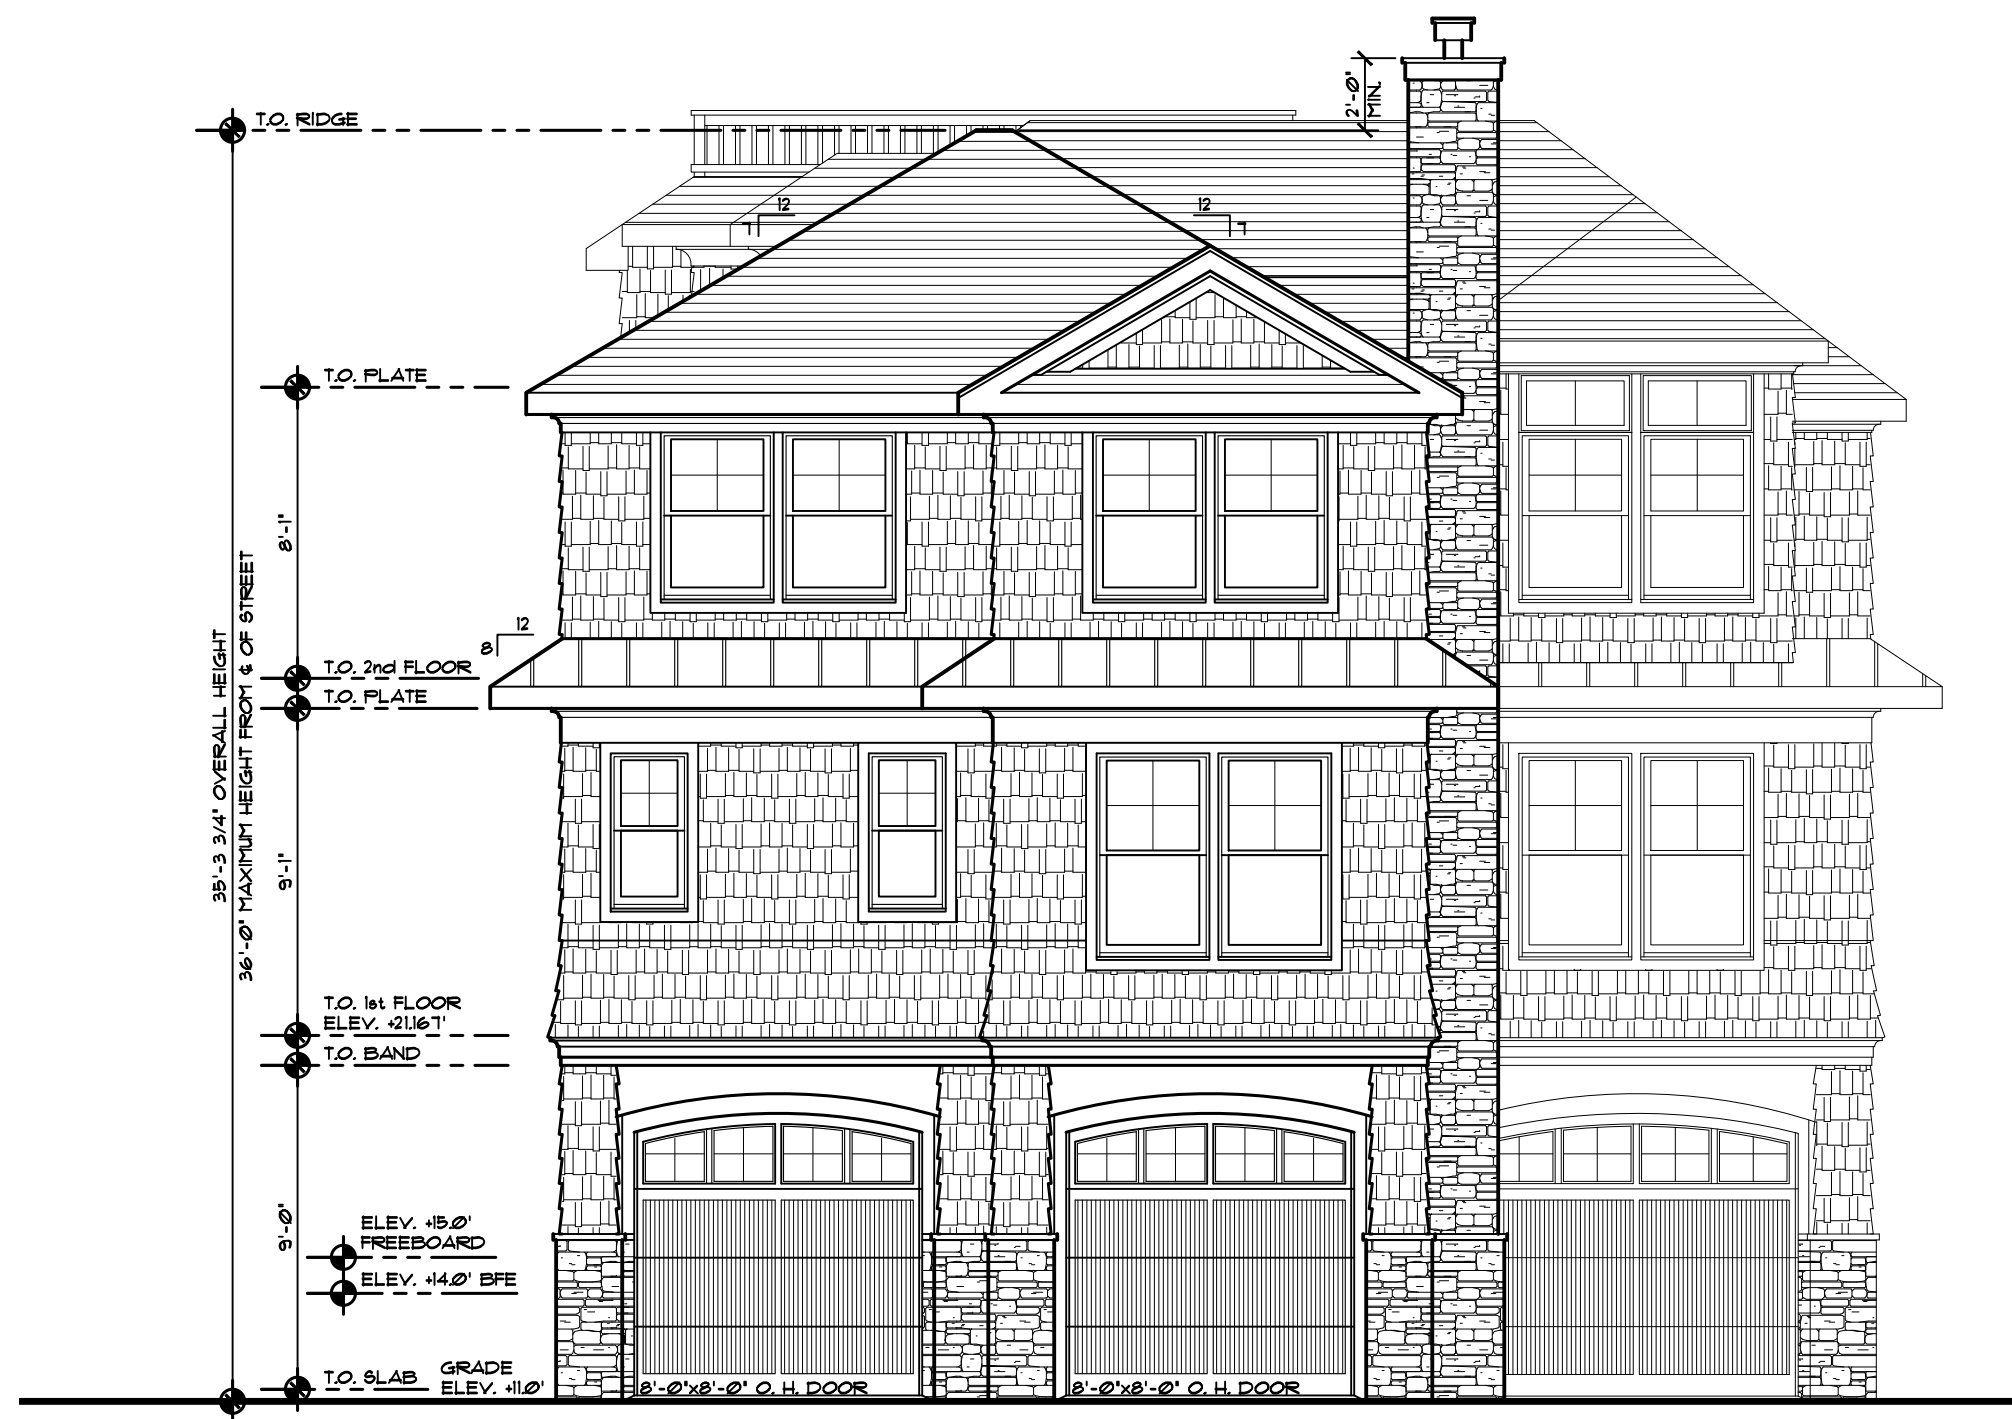 2'-0"
MIN.
T.O. RIDGE
12
7
12
7
T.O. PLATE
8'-1"
12
8
T.O. 2nd FLOOR
T.O. PLATE
35'-3 3/4" OVERALL HEIGHT
36'-0" MAXIMUM HEIGHT FROM ℄ OF STREET
9'-1"
T.O. 1st FLOOR
ELEV. +21.167'
T.O. BAND
9'-0"
ELEV. +15.0'
FREEBOARD
ELEV. +14.0' BFE
T.O. SLAB
GRADE
ELEV. +11.0'
8'-0"x8'-0" O. H. DOOR
8'-0"x8'-0" O. H. DOOR